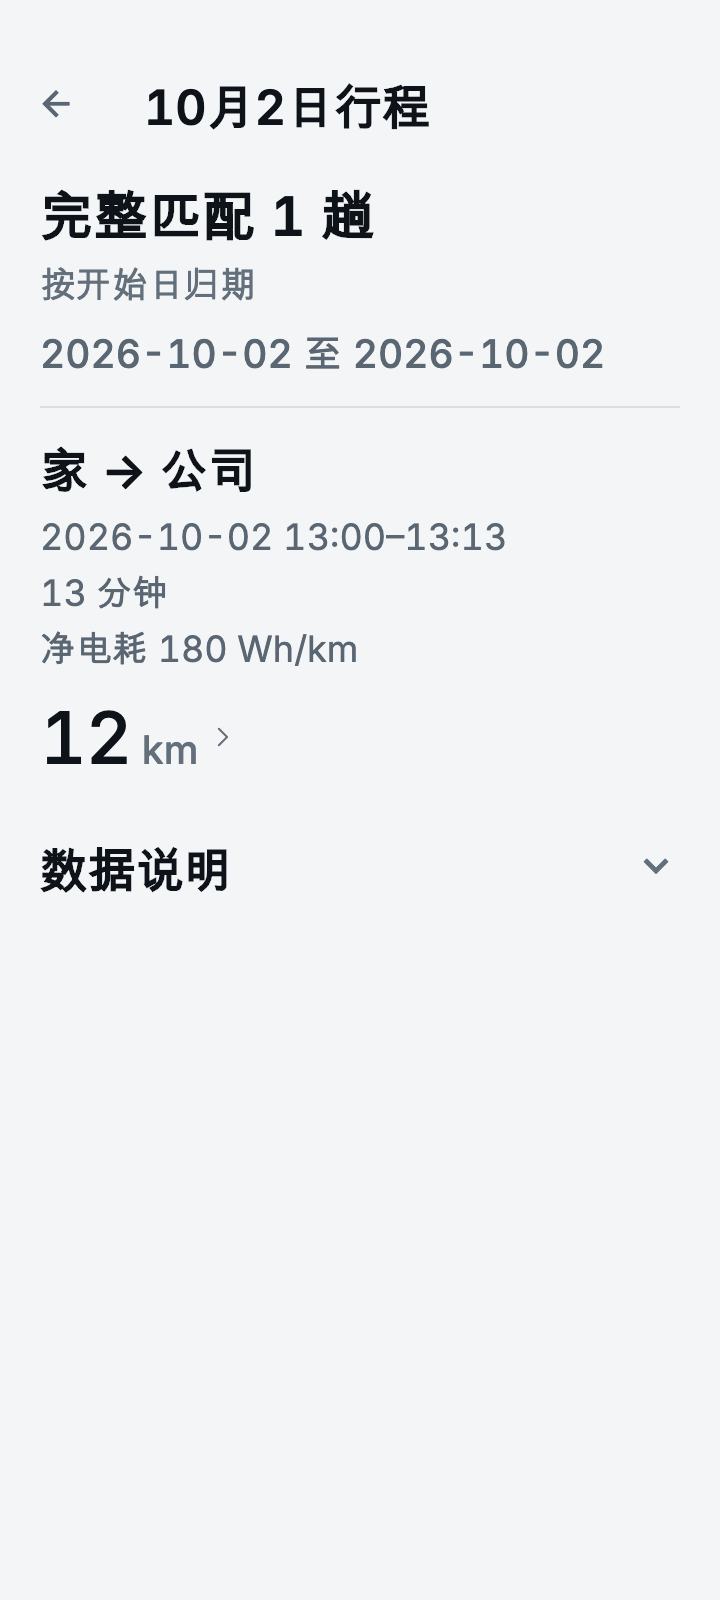 10月2日行程
完整匹配 1 趟
按开始日归期
2026-10-02 至 2026-10-02
家 → 公司
2026-10-02 13:00–13:13
13 分钟
净电耗 180 Wh/km
12 km
数据说明